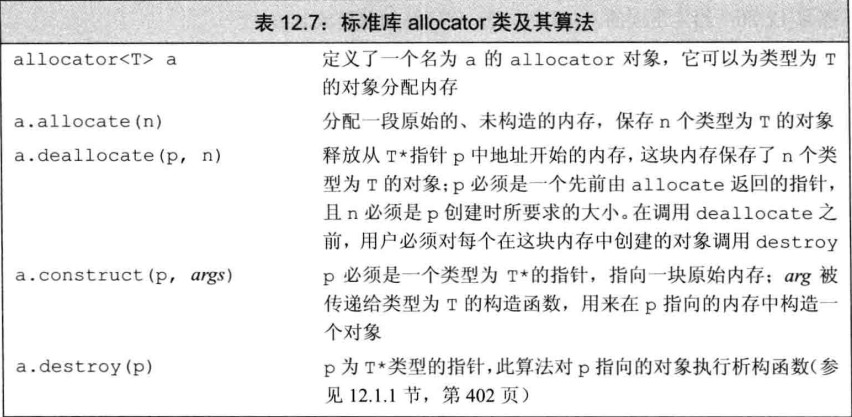 表 12.7：标准库 allocator 类及其算法
allocator<T> a 定义了一个名为 a 的 allocator 对象，它可以为类型为 T
的对象分配内存
a.allocate(n) 分配一段原始的、未构造的内存，保存 n 个类型为 T 的对象
a.deallocate(p, n) 释放从 T*指针 p 中地址开始的内存，这块内存保存了 n 个类
型为 T 的对象；p 必须是一个先前由 allocate 返回的指针，
且 n 必须是 p 创建时所要求的大小。在调用 deallocate 之
前，用户必须对每个在这块内存中创建的对象调用 destroy
a.construct(p, args) p 必须是一个类型为 T*的指针，指向一块原始内存；arg 被
传递给类型为 T 的构造函数，用来在 p 指向的内存中构造一
个对象
a.destroy(p) p 为 T*类型的指针，此算法对 p 指向的对象执行析构函数（参
见 12.1.1 节，第 402 页）